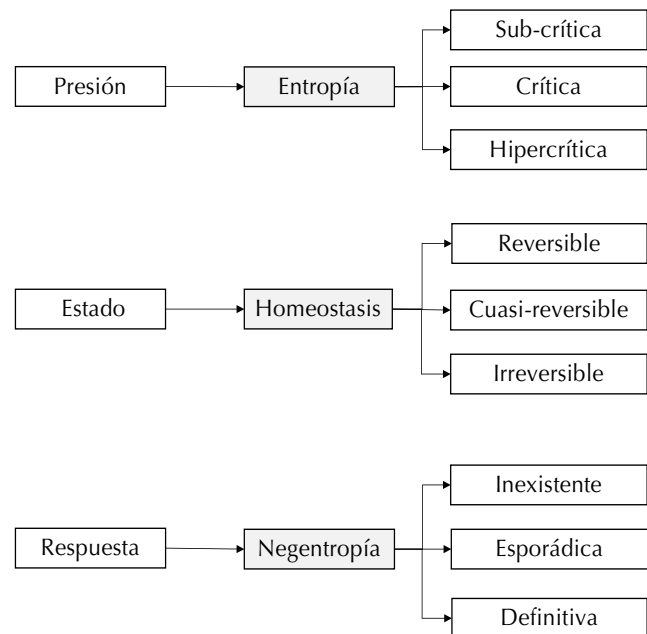 Sub-crítica
Presión
Entropía
Crítica
Hipercrítica
Reversible
Estado
Homeostasis
Cuasi-reversible
Irreversible
Inexistente
Respuesta
Negentropía
Esporádica
Definitiva